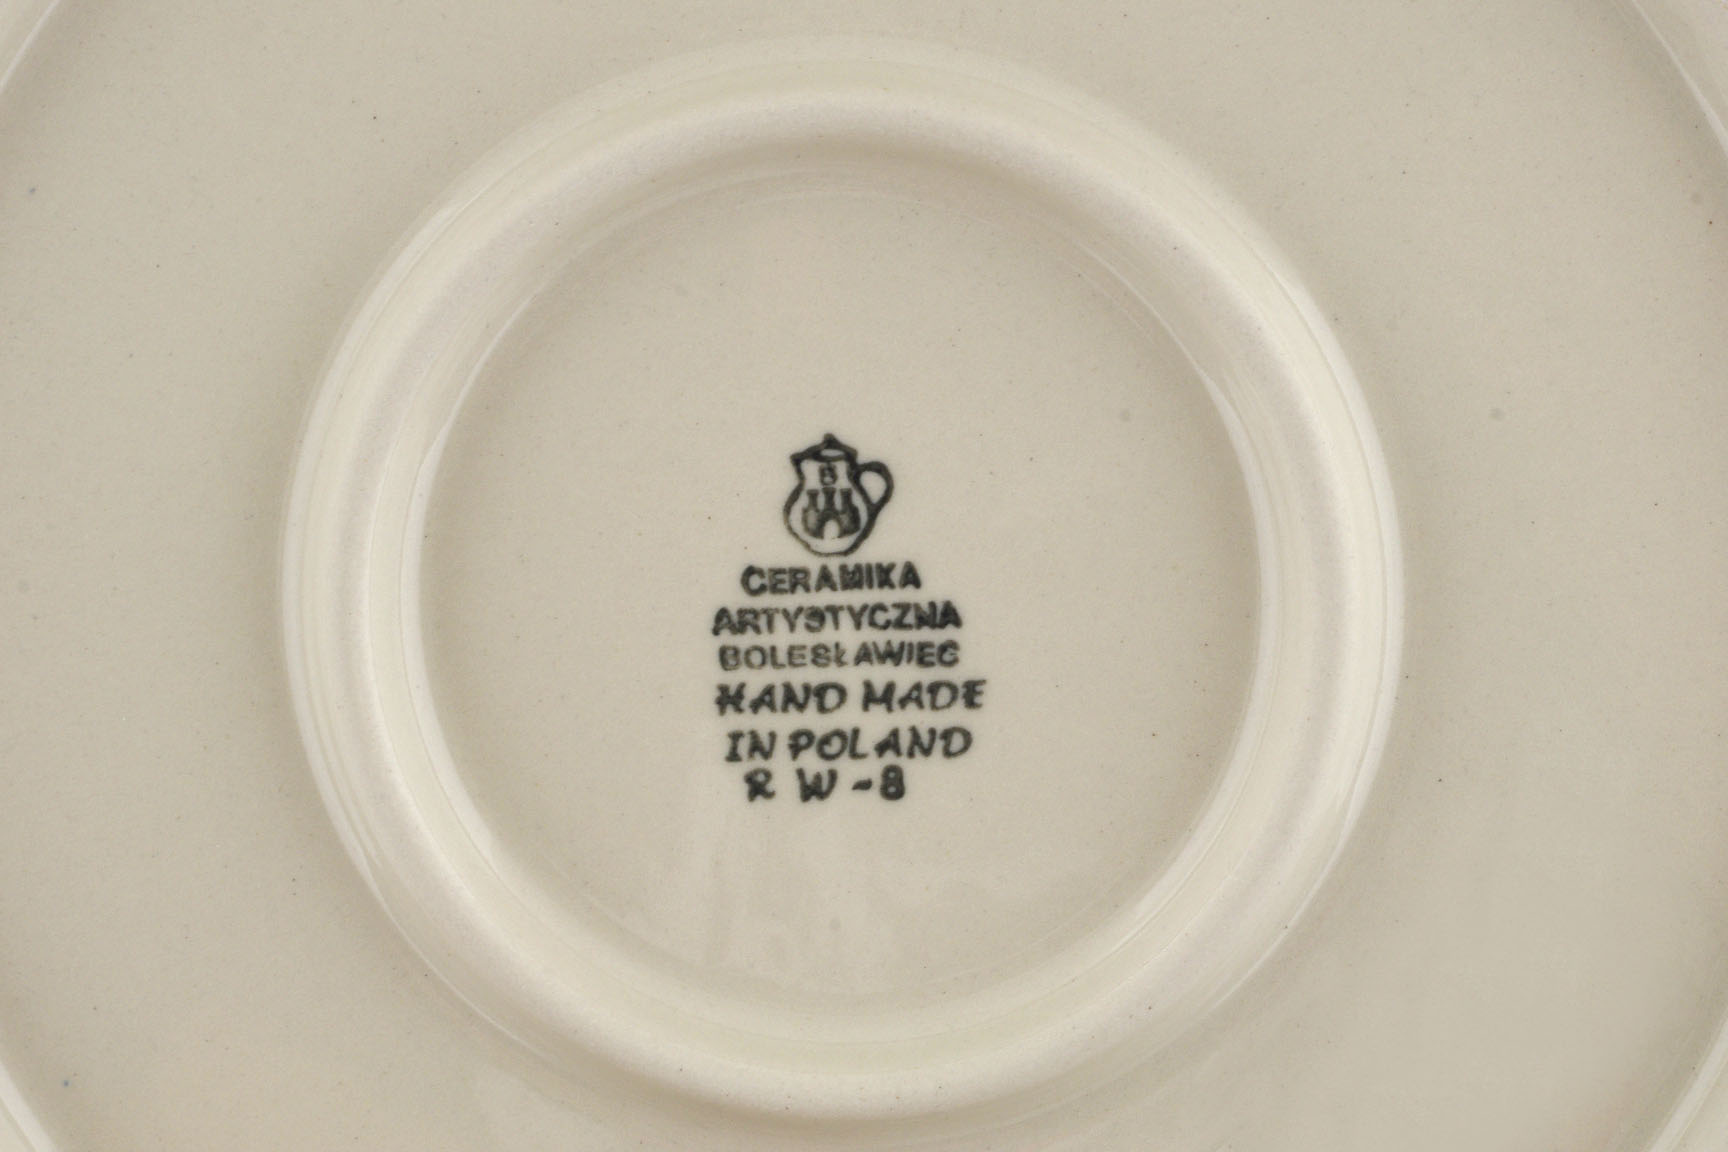 B
CERAMIKA
ARTYSTYCZNA
BOLESŁAWIEC
HAND MADE
IN POLAND
R W-8